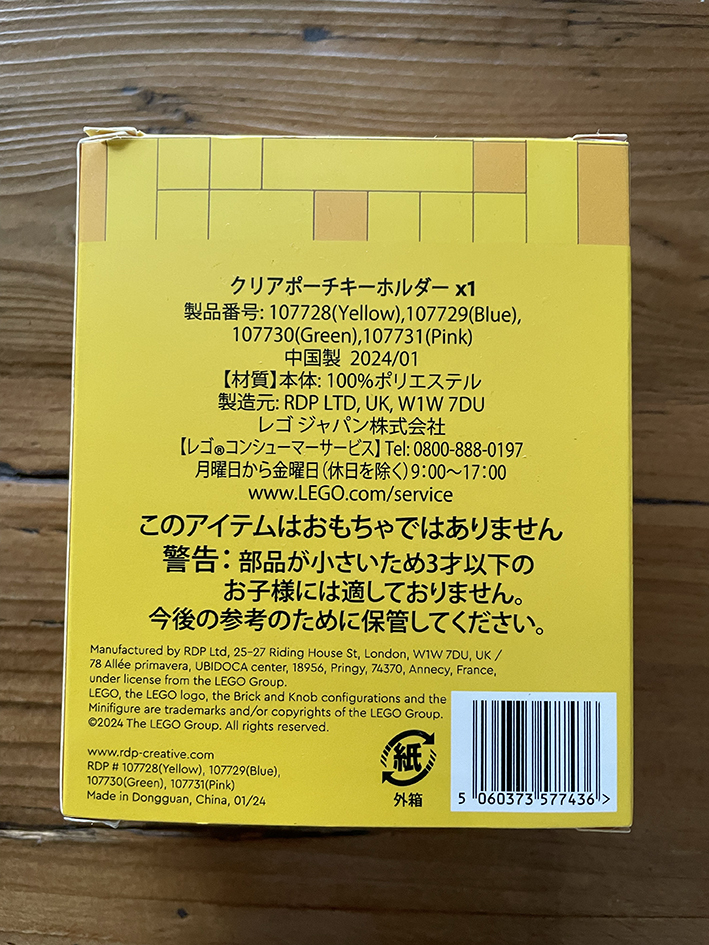 クリアポーチキーホルダー x1
製品番号: 107728(Yellow),107729(Blue),
107730(Green),107731(Pink)
中国製 2024/01
【材質】本体: 100%ポリエステル
製造元: RDP LTD, UK, W1W 7DU
レゴ ジャパン株式会社
【レゴ®コンシューマーサービス】Tel: 0800-888-0197
月曜日から金曜日(休日を除く)9:00〜17:00
www.LEGO.com/service
このアイテムはおもちゃではありません
警告：部品が小さいため3才以下の
お子様には適しておりません。
今後の参考のために保管してください。
Manufactured by RDP Ltd, 25-27 Riding House St, London, W1W 7DU, UK /
78 Allée primavera, UBIDOCA center, 18956, Pringy, 74370, Annecy, France,
under license from the LEGO Group.
LEGO, the LEGO logo, the Brick and Knob configurations and the
Minifigure are trademarks and/or copyrights of the LEGO Group.
©2024 The LEGO Group. All rights reserved.
www.rdp-creative.com
RDP # 107728(Yellow), 107729(Blue),
107730(Green), 107731(Pink)
Made in Dongguan, China, 01/24
紙
外箱
5 060373 577436 >